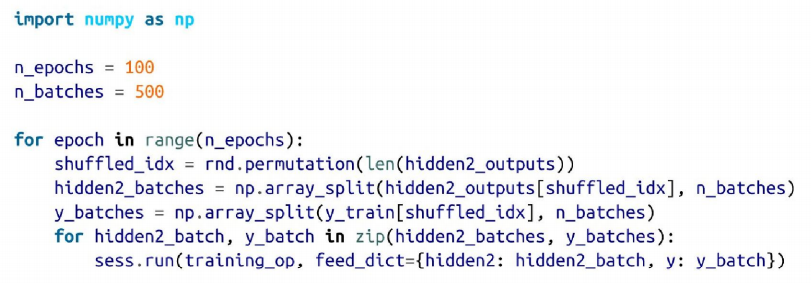 import numpy as np

n_epochs = 100
n_batches = 500

for epoch in range(n_epochs):
    shuffled_idx = rnd.permutation(len(hidden2_outputs))
    hidden2_batches = np.array_split(hidden2_outputs[shuffled_idx], n_batches)
    y_batches = np.array_split(y_train[shuffled_idx], n_batches)
    for hidden2_batch, y_batch in zip(hidden2_batches, y_batches):
        sess.run(training_op, feed_dict={hidden2: hidden2_batch, y: y_batch})